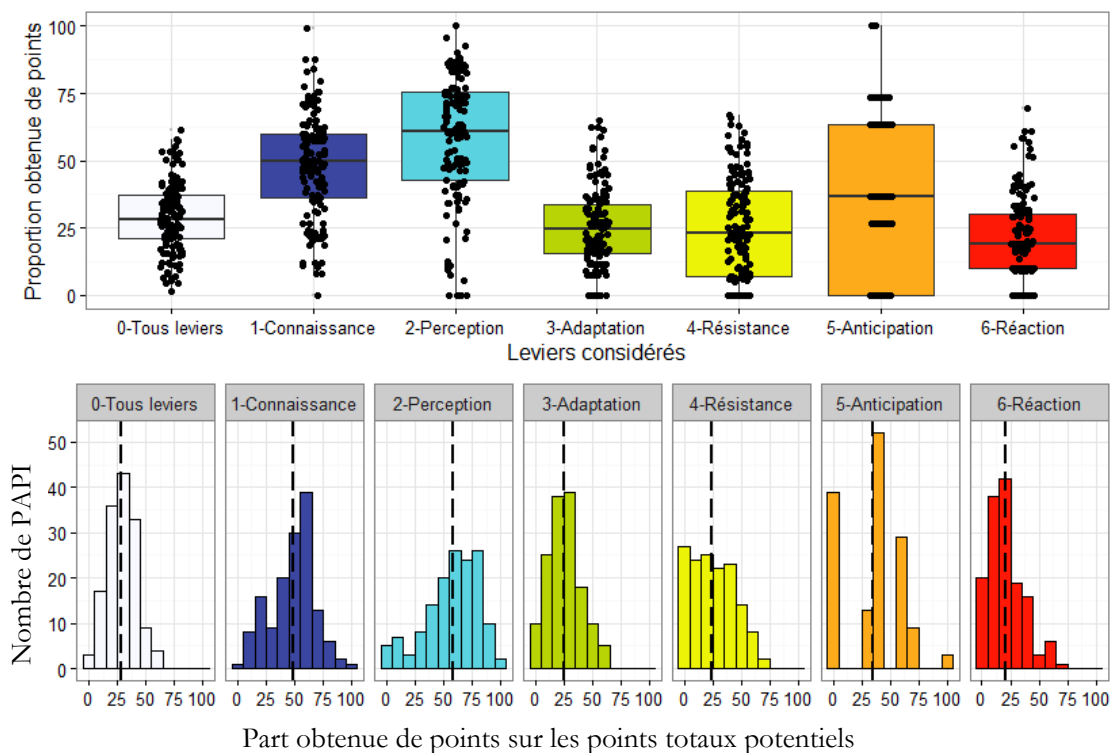 Proportion obtenue de points
100
75
50
25
0
0-Tous leviers 1-Connaissance 2-Perception 3-Adaptation 4-Résistance 5-Anticipation 6-Réaction
Leviers considérés
0-Tous leviers 1-Connaissance 2-Perception 3-Adaptation 4-Résistance 5-Anticipation 6-Réaction
Nombre de PAPI
50
40
30
20
10
0
0 25 50 75 100 0 25 50 75 100 0 25 50 75 100 0 25 50 75 100 0 25 50 75 100 0 25 50 75 100 0 25 50 75 100
Part obtenue de points sur les points totaux potentiels